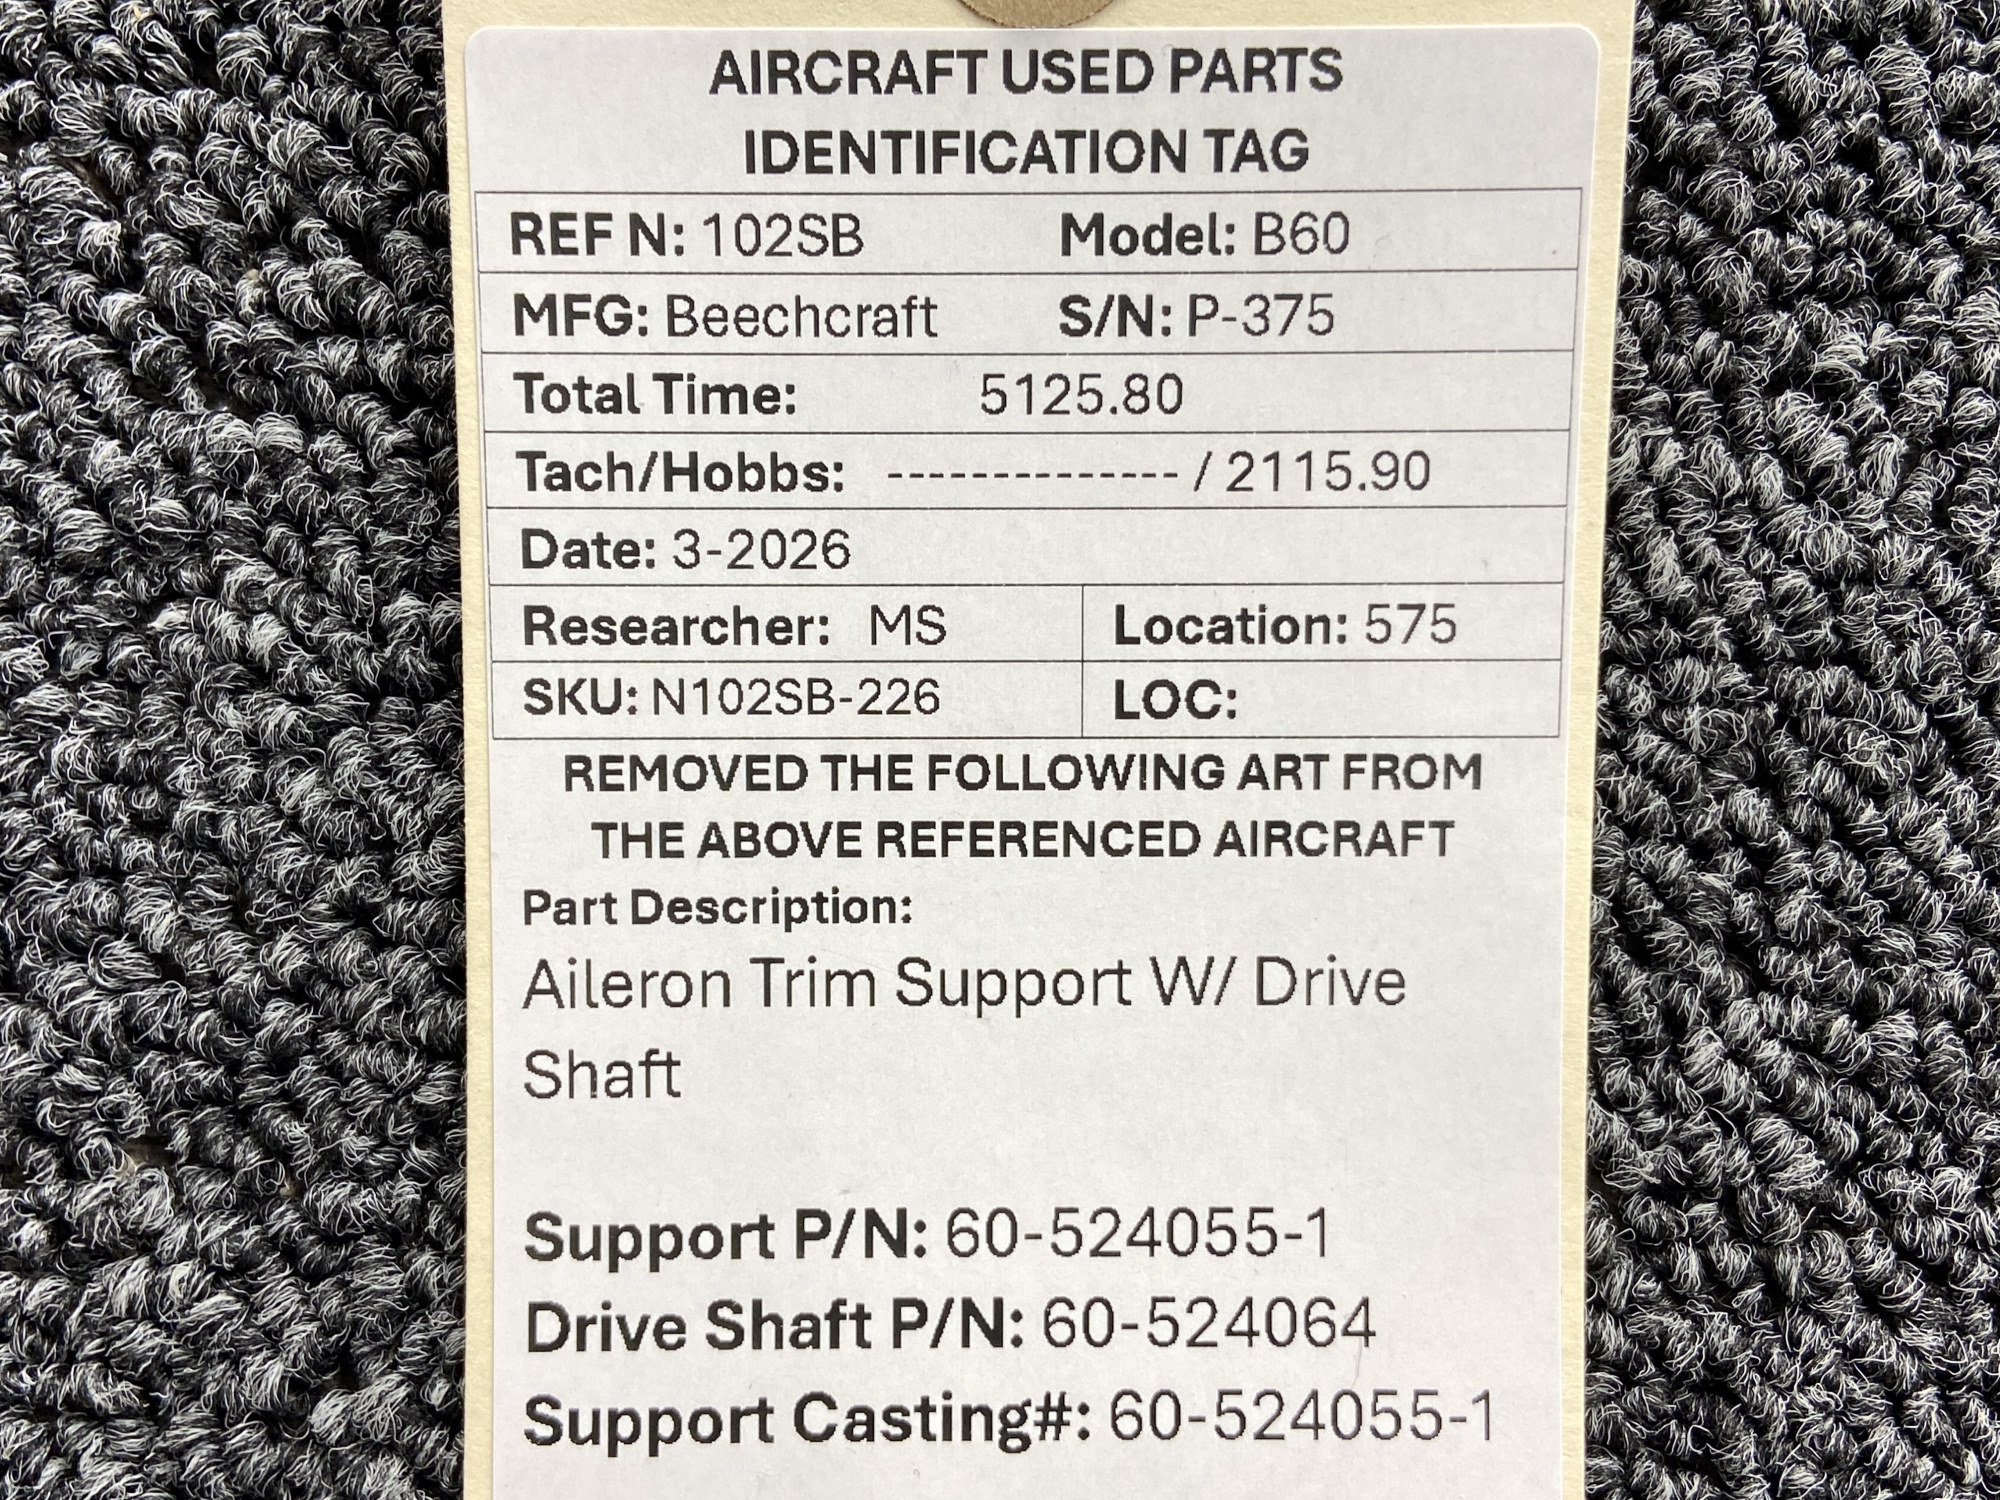 AIRCRAFT USED PARTS
IDENTIFICATION TAG
REF N: 102SB Model: B60
MFG: Beechcraft S/N: P-375
Total Time: 5125.80
Tach/Hobbs: -------------- / 2115.90
Date: 3-2026
Researcher: MS Location: 575
SKU: N102SB-226 LOC:
REMOVED THE FOLLOWING ART FROM
THE ABOVE REFERENCED AIRCRAFT
Part Description:
Aileron Trim Support W/ Drive
Shaft
Support P/N: 60-524055-1
Drive Shaft P/N: 60-524064
Support Casting#: 60-524055-1